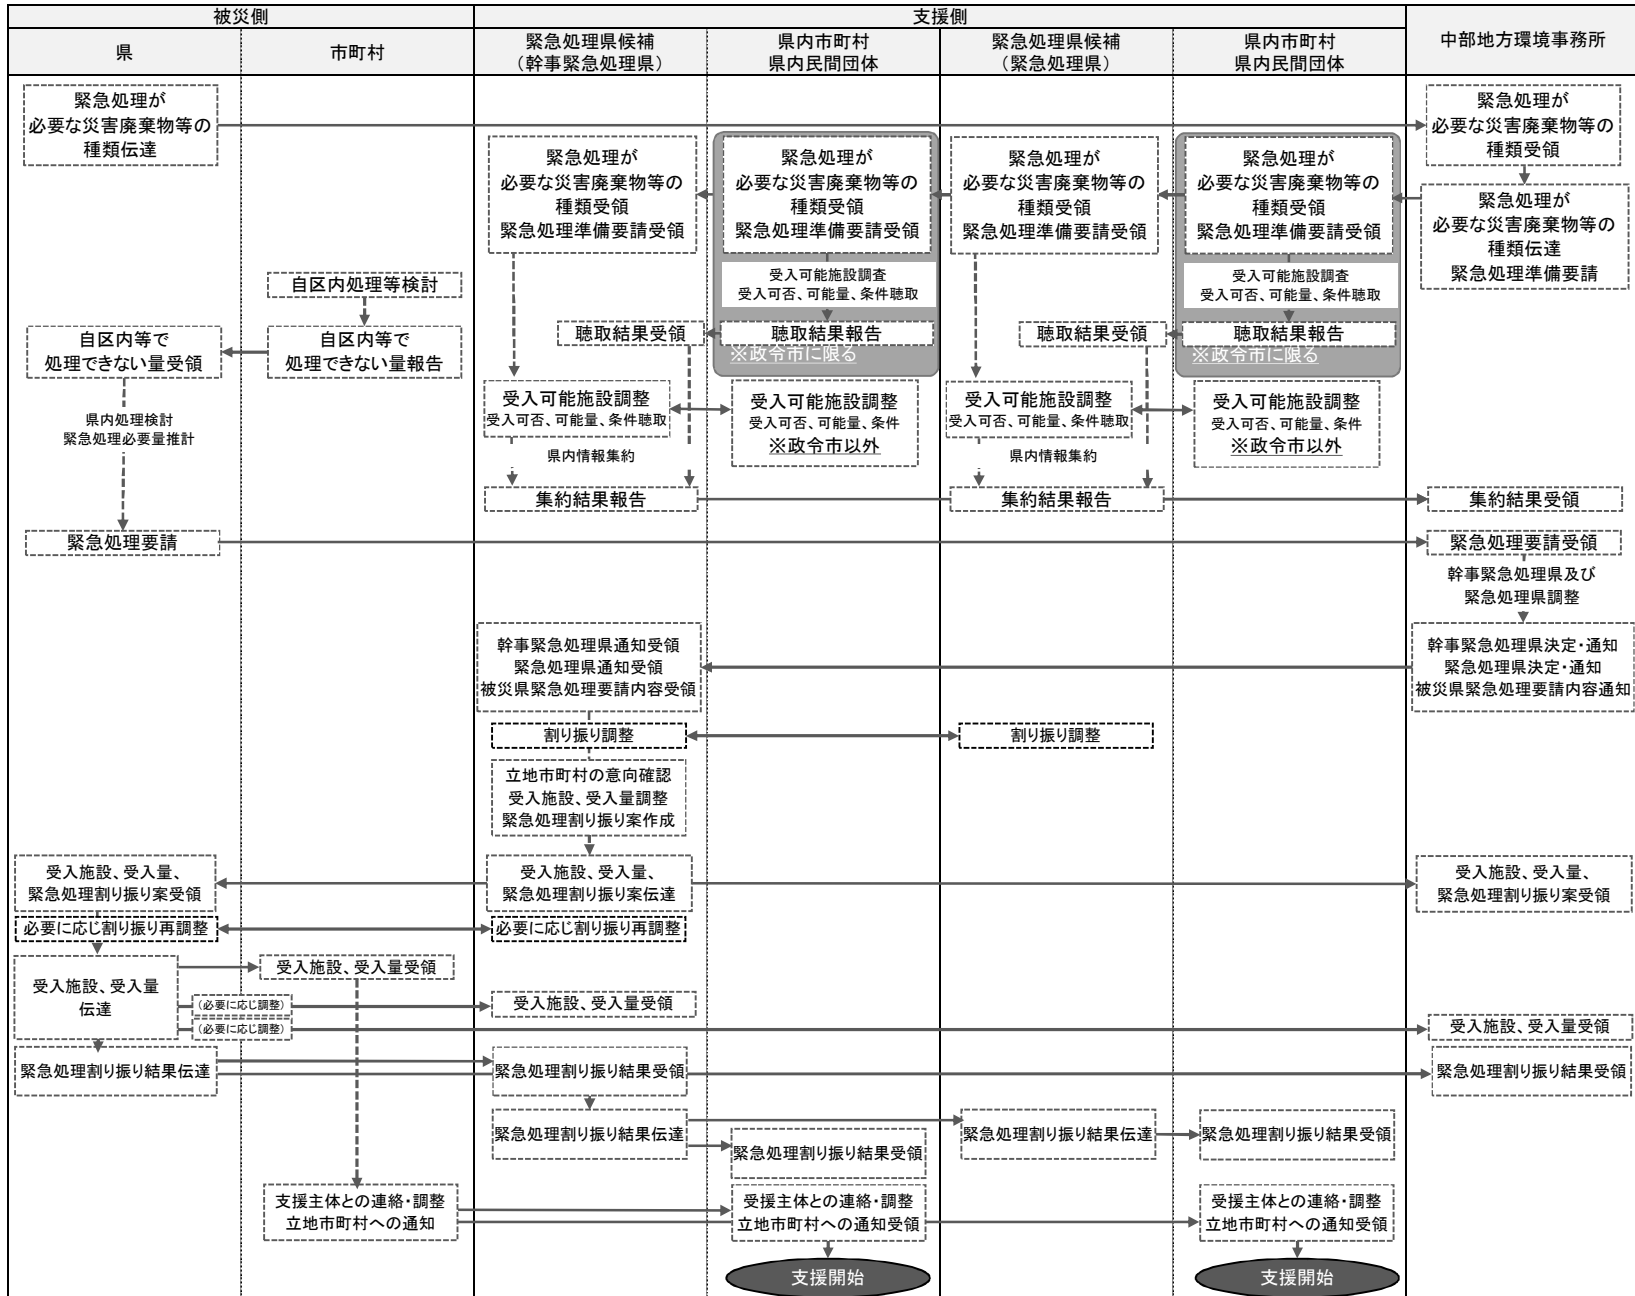 被災側
支援側
県
市町村
緊急処理県候補
（幹事緊急処理県）
県内市町村
県内民間団体
緊急処理県候補
（緊急処理県）
県内市町村
県内民間団体
中部地方環境事務所
緊急処理が
必要な災害廃棄物等の
種類伝達
緊急処理が
必要な災害廃棄物等の
種類受領
緊急処理が
必要な災害廃棄物等の
種類受領
緊急処理準備要請受領
緊急処理が
必要な災害廃棄物等の
種類受領
緊急処理準備要請受領
緊急処理が
必要な災害廃棄物等の
種類受領
緊急処理準備要請受領
緊急処理が
必要な災害廃棄物等の
種類受領
緊急処理準備要請受領
緊急処理が
必要な災害廃棄物等の
種類伝達
緊急処理準備要請
受入可能施設調査
受入可否、可能量、条件聴取
受入可能施設調査
受入可否、可能量、条件聴取
自区内処理等検討
自区内等で
処理できない量受領
自区内等で
処理できない量報告
聴取結果受領
聴取結果報告
※政令市に限る
聴取結果受領
聴取結果報告
※政令市に限る
県内処理検討
緊急処理必要量推計
受入可能施設調整
受入可否、可能量、条件聴取
受入可能施設調整
受入可否、可能量、条件
※政令市以外
受入可能施設調整
受入可否、可能量、条件聴取
受入可能施設調整
受入可否、可能量、条件
※政令市以外
県内情報集約
県内情報集約
集約結果報告
集約結果報告
集約結果受領
緊急処理要請
緊急処理要請受領
幹事緊急処理県及び
緊急処理県調整
幹事緊急処理県通知受領
緊急処理県通知受領
被災県緊急処理要請内容受領
幹事緊急処理県決定・通知
緊急処理県決定・通知
被災県緊急処理要請内容通知
割り振り調整
割り振り調整
立地市町村の意向確認
受入施設、受入量調整
緊急処理割り振り案作成
受入施設、受入量、
緊急処理割り振り案受領
受入施設、受入量、
緊急処理割り振り案伝達
受入施設、受入量、
緊急処理割り振り案受領
必要に応じ割り振り再調整
必要に応じ割り振り再調整
受入施設、受入量
伝達
受入施設、受入量受領
（必要に応じ調整）
受入施設、受入量受領
（必要に応じ調整）
受入施設、受入量受領
緊急処理割り振り結果伝達
緊急処理割り振り結果受領
緊急処理割り振り結果受領
緊急処理割り振り結果伝達
緊急処理割り振り結果受領
緊急処理割り振り結果伝達
緊急処理割り振り結果受領
支援主体との連絡・調整
立地市町村への通知
受援主体との連絡・調整
立地市町村への通知受領
受援主体との連絡・調整
立地市町村への通知受領
支援開始
支援開始